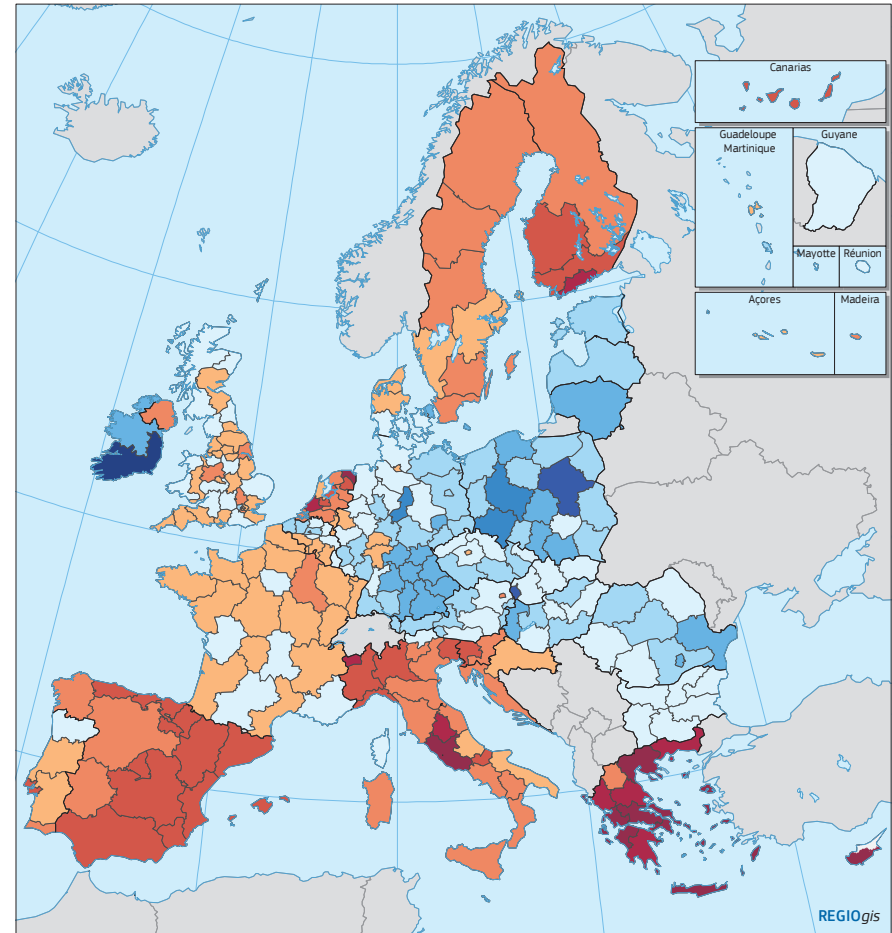 Canarias
Guadeloupe
Martinique
Guyane
Mayotte
Réunion
Açores
Madeira
REGIOgis